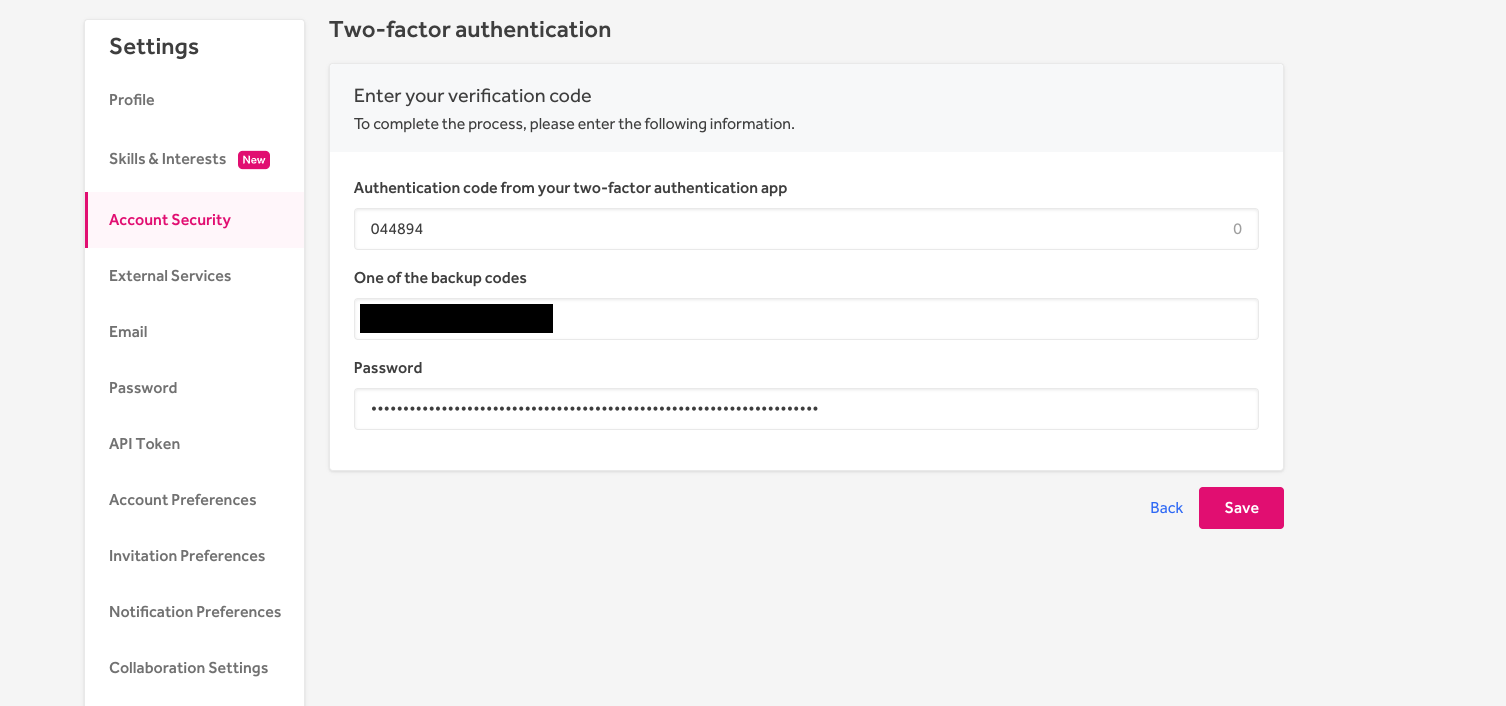 Settings
Profile
Skills & Interests New
Account Security
External Services
Email
Password
API Token
Account Preferences
Invitation Preferences
Notification Preferences
Collaboration Settings
Two-factor authentication
Enter your verification code
To complete the process, please enter the following information.
Authentication code from your two-factor authentication app
044894 0
One of the backup codes
Password
••••••••••••••••••••••••••••••••••••••••••••••••••••••••••••••••••••••
Back Save